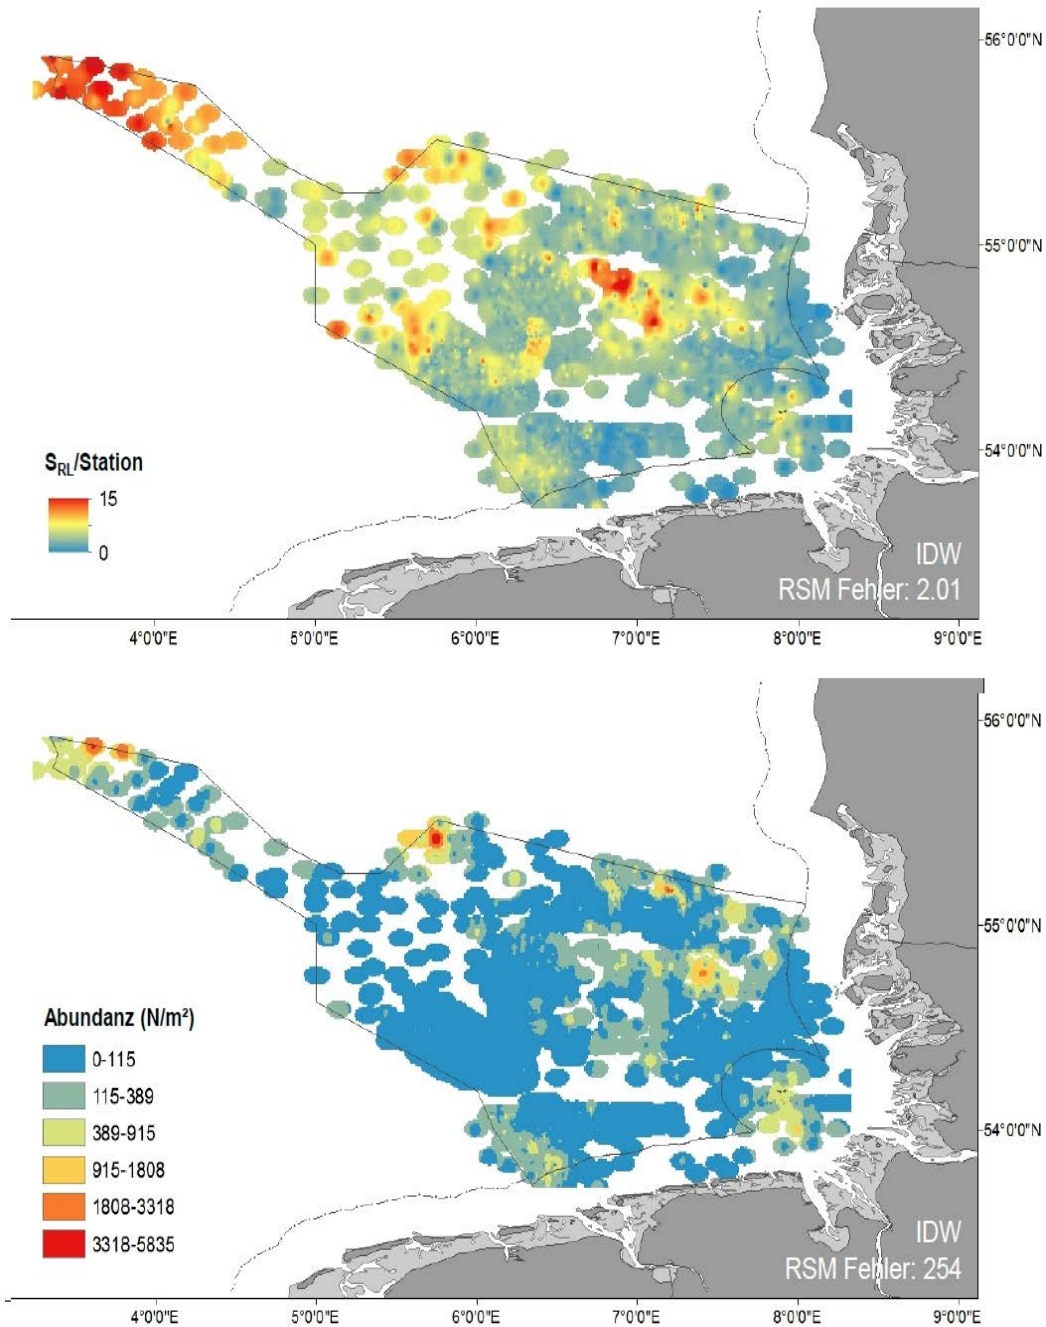 56°0'0"N
55°0'0"N
54°0'0"N
S_RL/Station
15
0
IDW
RSM Fehler: 2.01
4°0'0"E 5°0'0"E 6°0'0"E 7°0'0"E 8°0'0"E 9°0'0"E
56°0'0"N
55°0'0"N
54°0'0"N
Abundanz (N/m²)
0-115
115-389
389-915
915-1808
1808-3318
3318-5835
IDW
RSM Fehler: 254
4°0'0"E 5°0'0"E 6°0'0"E 7°0'0"E 8°0'0"E 9°0'0"E